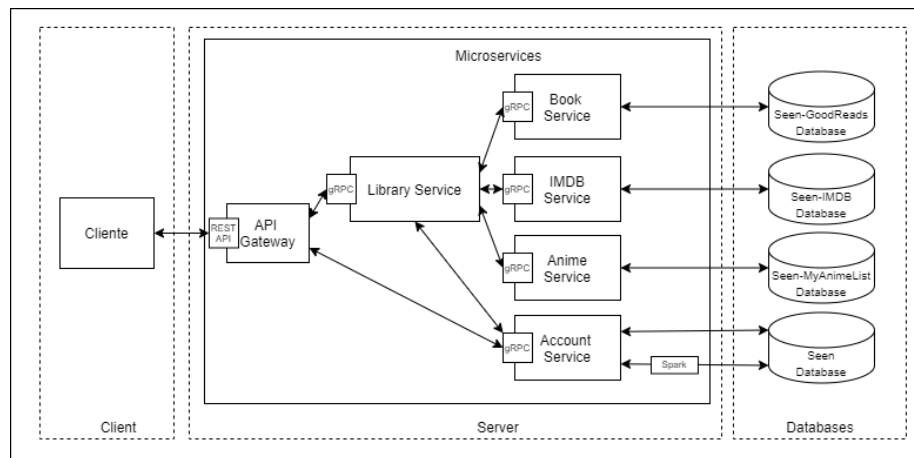 Microservices
gRPC
Book
Service
Seen-GoodReads
Database
gRPC
Library Service
gRPC
IMDB
Service
Seen-IMDB
Database
Cliente
REST
API
API
Gateway
gRPC
Anime
Service
Seen-MyAnimeList
Database
gRPC
Account
Service
Spark
Seen
Database
Client
Server
Databases